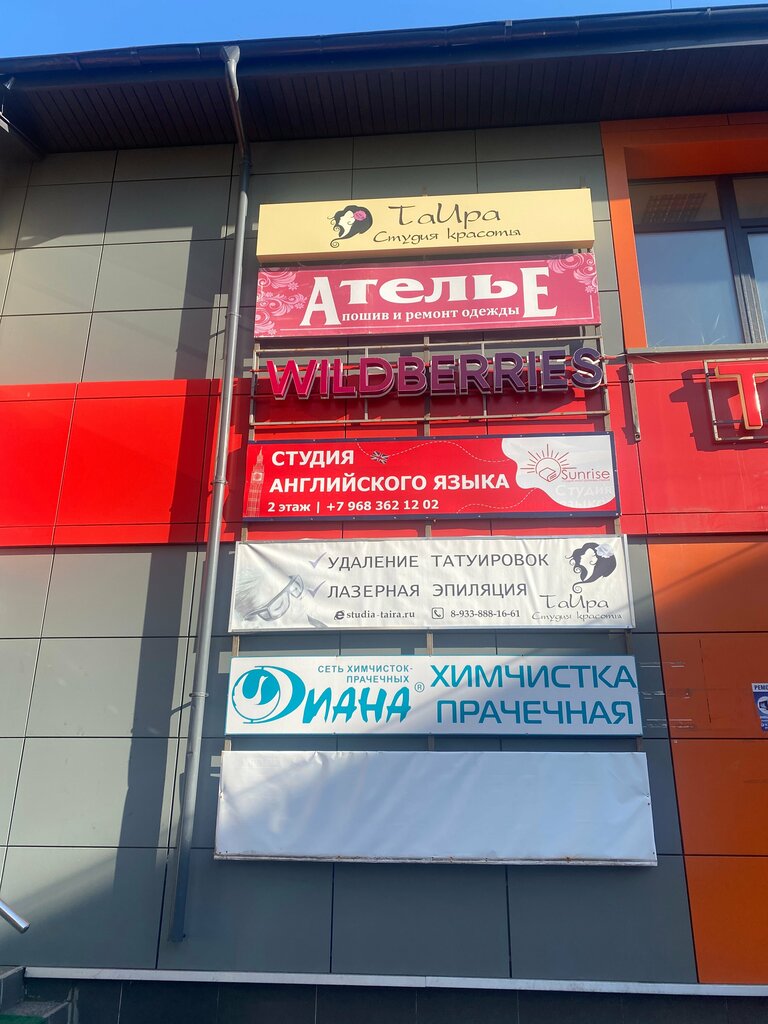 ТаИра
Студия красоты
Ателье
пошив и ремонт одежды
WILDBERRIES
СТУДИЯ
АНГЛИЙСКОГО ЯЗЫКА
2 этаж | +7 968 362 12 02
Sunrise
УДАЛЕНИЕ ТАТУИРОВОК
ЛАЗЕРНАЯ ЭПИЛЯЦИЯ
studia-taira.ru 8-933-888-16-61
ТаИра
Студия красоты
СЕТЬ ХИМЧИСТОК-
ПРАЧЕЧНЫХ
ДИАНА®
ХИМЧИСТКА
ПРАЧЕЧНАЯ